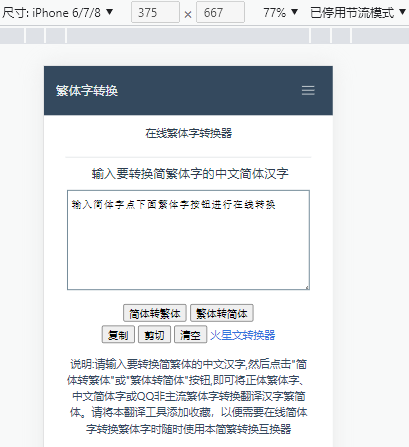 尺寸: iPhone 6/7/8 ▼ 375 × 667 77% ▼ 已停用节流模式 ▼
繁体字转换
在线繁体字转换器
输入要转换简繁体字的中文简体汉字
输入简体字点下面繁体字按钮进行在线转换
简体转繁体 繁体转简体
复制 剪切 清空 火星文转换器
说明:请输入要转换简繁体的中文汉字,然后点击"简
体转繁体"或"繁体转简体"按钮,即可将正体繁体字、
中文简体字或QQ非主流繁体字转换翻译汉字繁简
体。请将本翻译工具添加收藏，以便需要在线简体
字转换繁体字时随时使用本简繁转换互换器